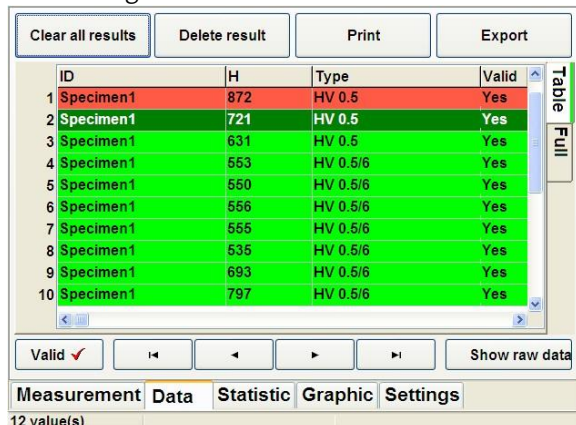 Clear all results Delete result Print Export
ID H Type Valid
1 Specimen1 872 HV 0.5 Yes
2 Specimen1 721 HV 0.5 Yes
3 Specimen1 631 HV 0.5 Yes
4 Specimen1 553 HV 0.5/6 Yes
5 Specimen1 550 HV 0.5/6 Yes
6 Specimen1 556 HV 0.5/6 Yes
7 Specimen1 555 HV 0.5/6 Yes
8 Specimen1 535 HV 0.5/6 Yes
9 Specimen1 693 HV 0.5/6 Yes
10 Specimen1 797 HV 0.5/6 Yes
Table
Full
Valid Show raw data
Measurement Data Statistic Graphic Settings
12 value(s)